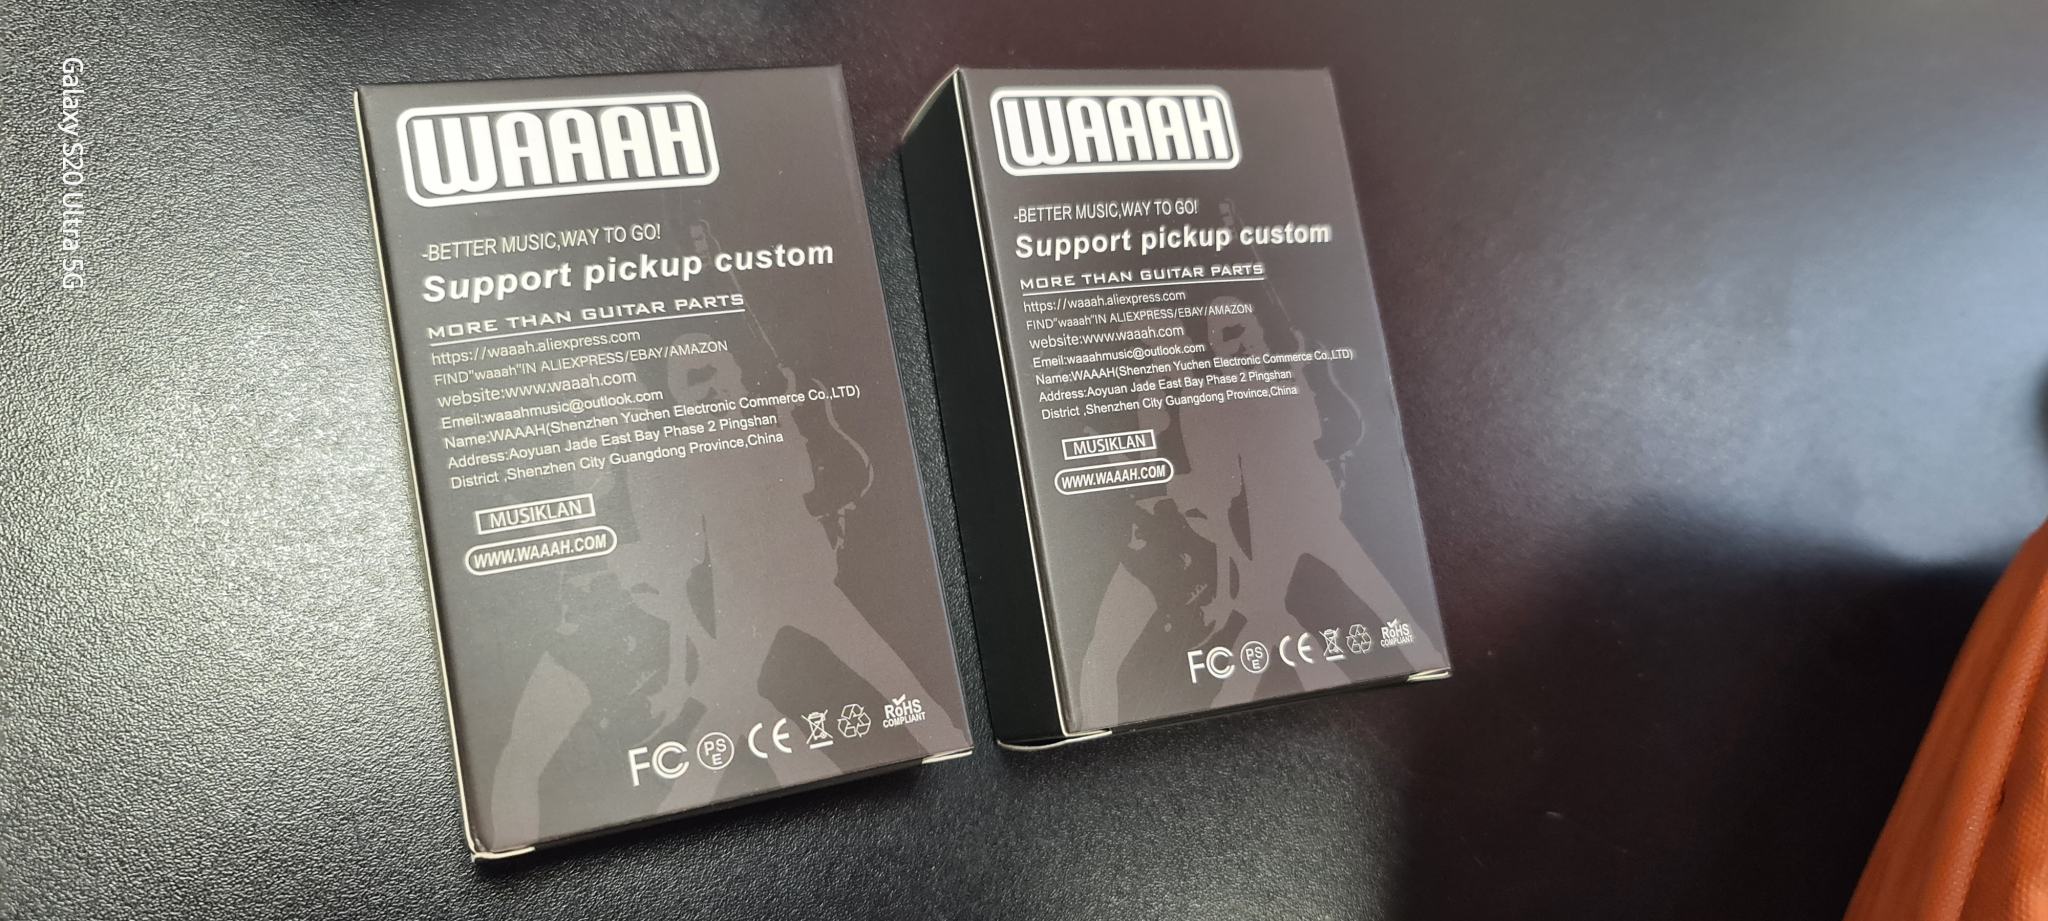 Galaxy S20 Ultra 5G
WAAAH
-BETTER MUSIC,WAY TO GO!
Support pickup custom
MORE THAN GUITAR PARTS
https://waaah.aliexpress.com
FIND"waaah"IN ALIEXPRESS/EBAY/AMAZON
website:www.waaah.com
Emeil:waaahmusic@outlook.com
Name:WAAAH(Shenzhen Yuchen Electronic Commerce Co.,LTD)
Address:Aoyuan Jade East Bay Phase 2 Pingshan
District ,Shenzhen City Guangdong Province,China
MUSIKLAN
WWW.WAAAH.COM
FC PS E CE RoHS COMPLIANT
WAAAH
-BETTER MUSIC,WAY TO GO!
Support pickup custom
MORE THAN GUITAR PARTS
https://waaah.aliexpress.com
FIND"waaah"IN ALIEXPRESS/EBAY/AMAZON
website:www.waaah.com
Emeil:waaahmusic@outlook.com
Name:WAAAH(Shenzhen Yuchen Electronic Commerce Co.,LTD)
Address:Aoyuan Jade East Bay Phase 2 Pingshan
District ,Shenzhen City Guangdong Province,China
MUSIKLAN
WWW.WAAAH.COM
FC PS E CE RoHS COMPLIANT